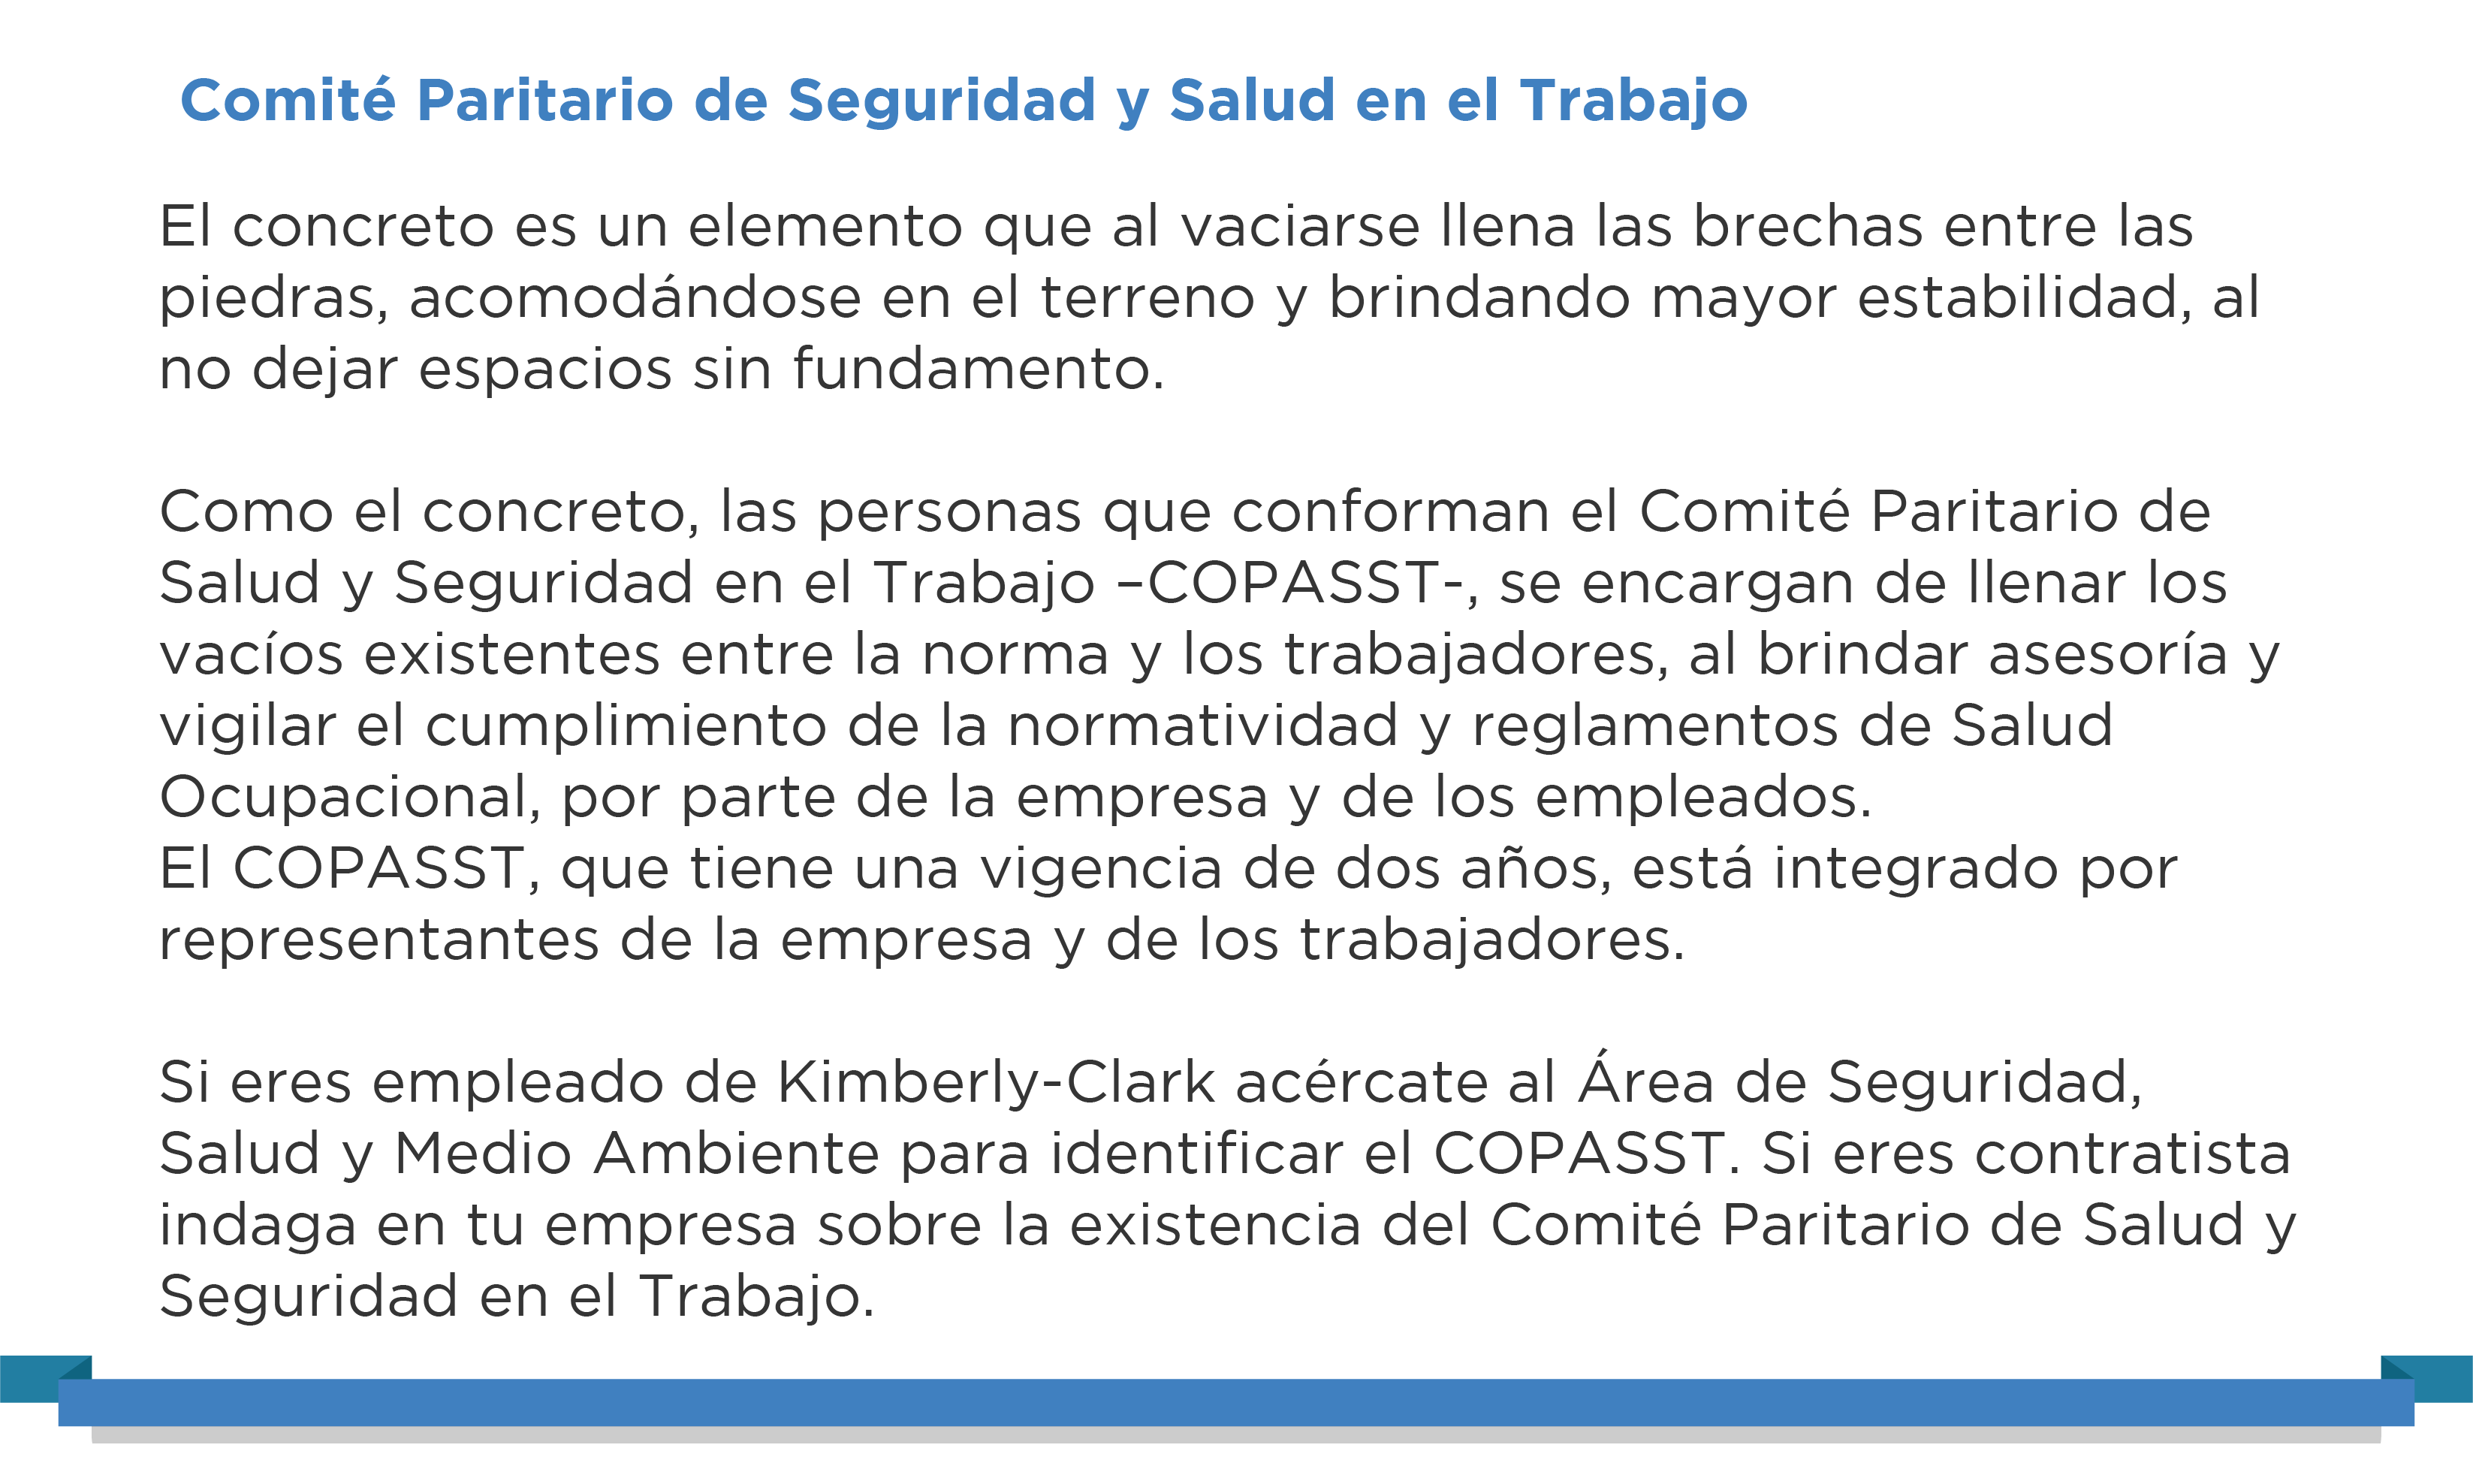 Comité Paritario de Seguridad y Salud en el Trabajo
El concreto es un elemento que al vaciarse llena las brechas entre las
piedras, acomodándose en el terreno y brindando mayor estabilidad, al
no dejar espacios sin fundamento.
Como el concreto, las personas que conforman el Comité Paritario de
Salud y Seguridad en el Trabajo –COPASST-, se encargan de llenar los
vacíos existentes entre la norma y los trabajadores, al brindar asesoría y
vigilar el cumplimiento de la normatividad y reglamentos de Salud
Ocupacional, por parte de la empresa y de los empleados.
El COPASST, que tiene una vigencia de dos años, está integrado por
representantes de la empresa y de los trabajadores.
Si eres empleado de Kimberly-Clark acércate al Área de Seguridad,
Salud y Medio Ambiente para identificar el COPASST. Si eres contratista
indaga en tu empresa sobre la existencia del Comité Paritario de Salud y
Seguridad en el Trabajo.